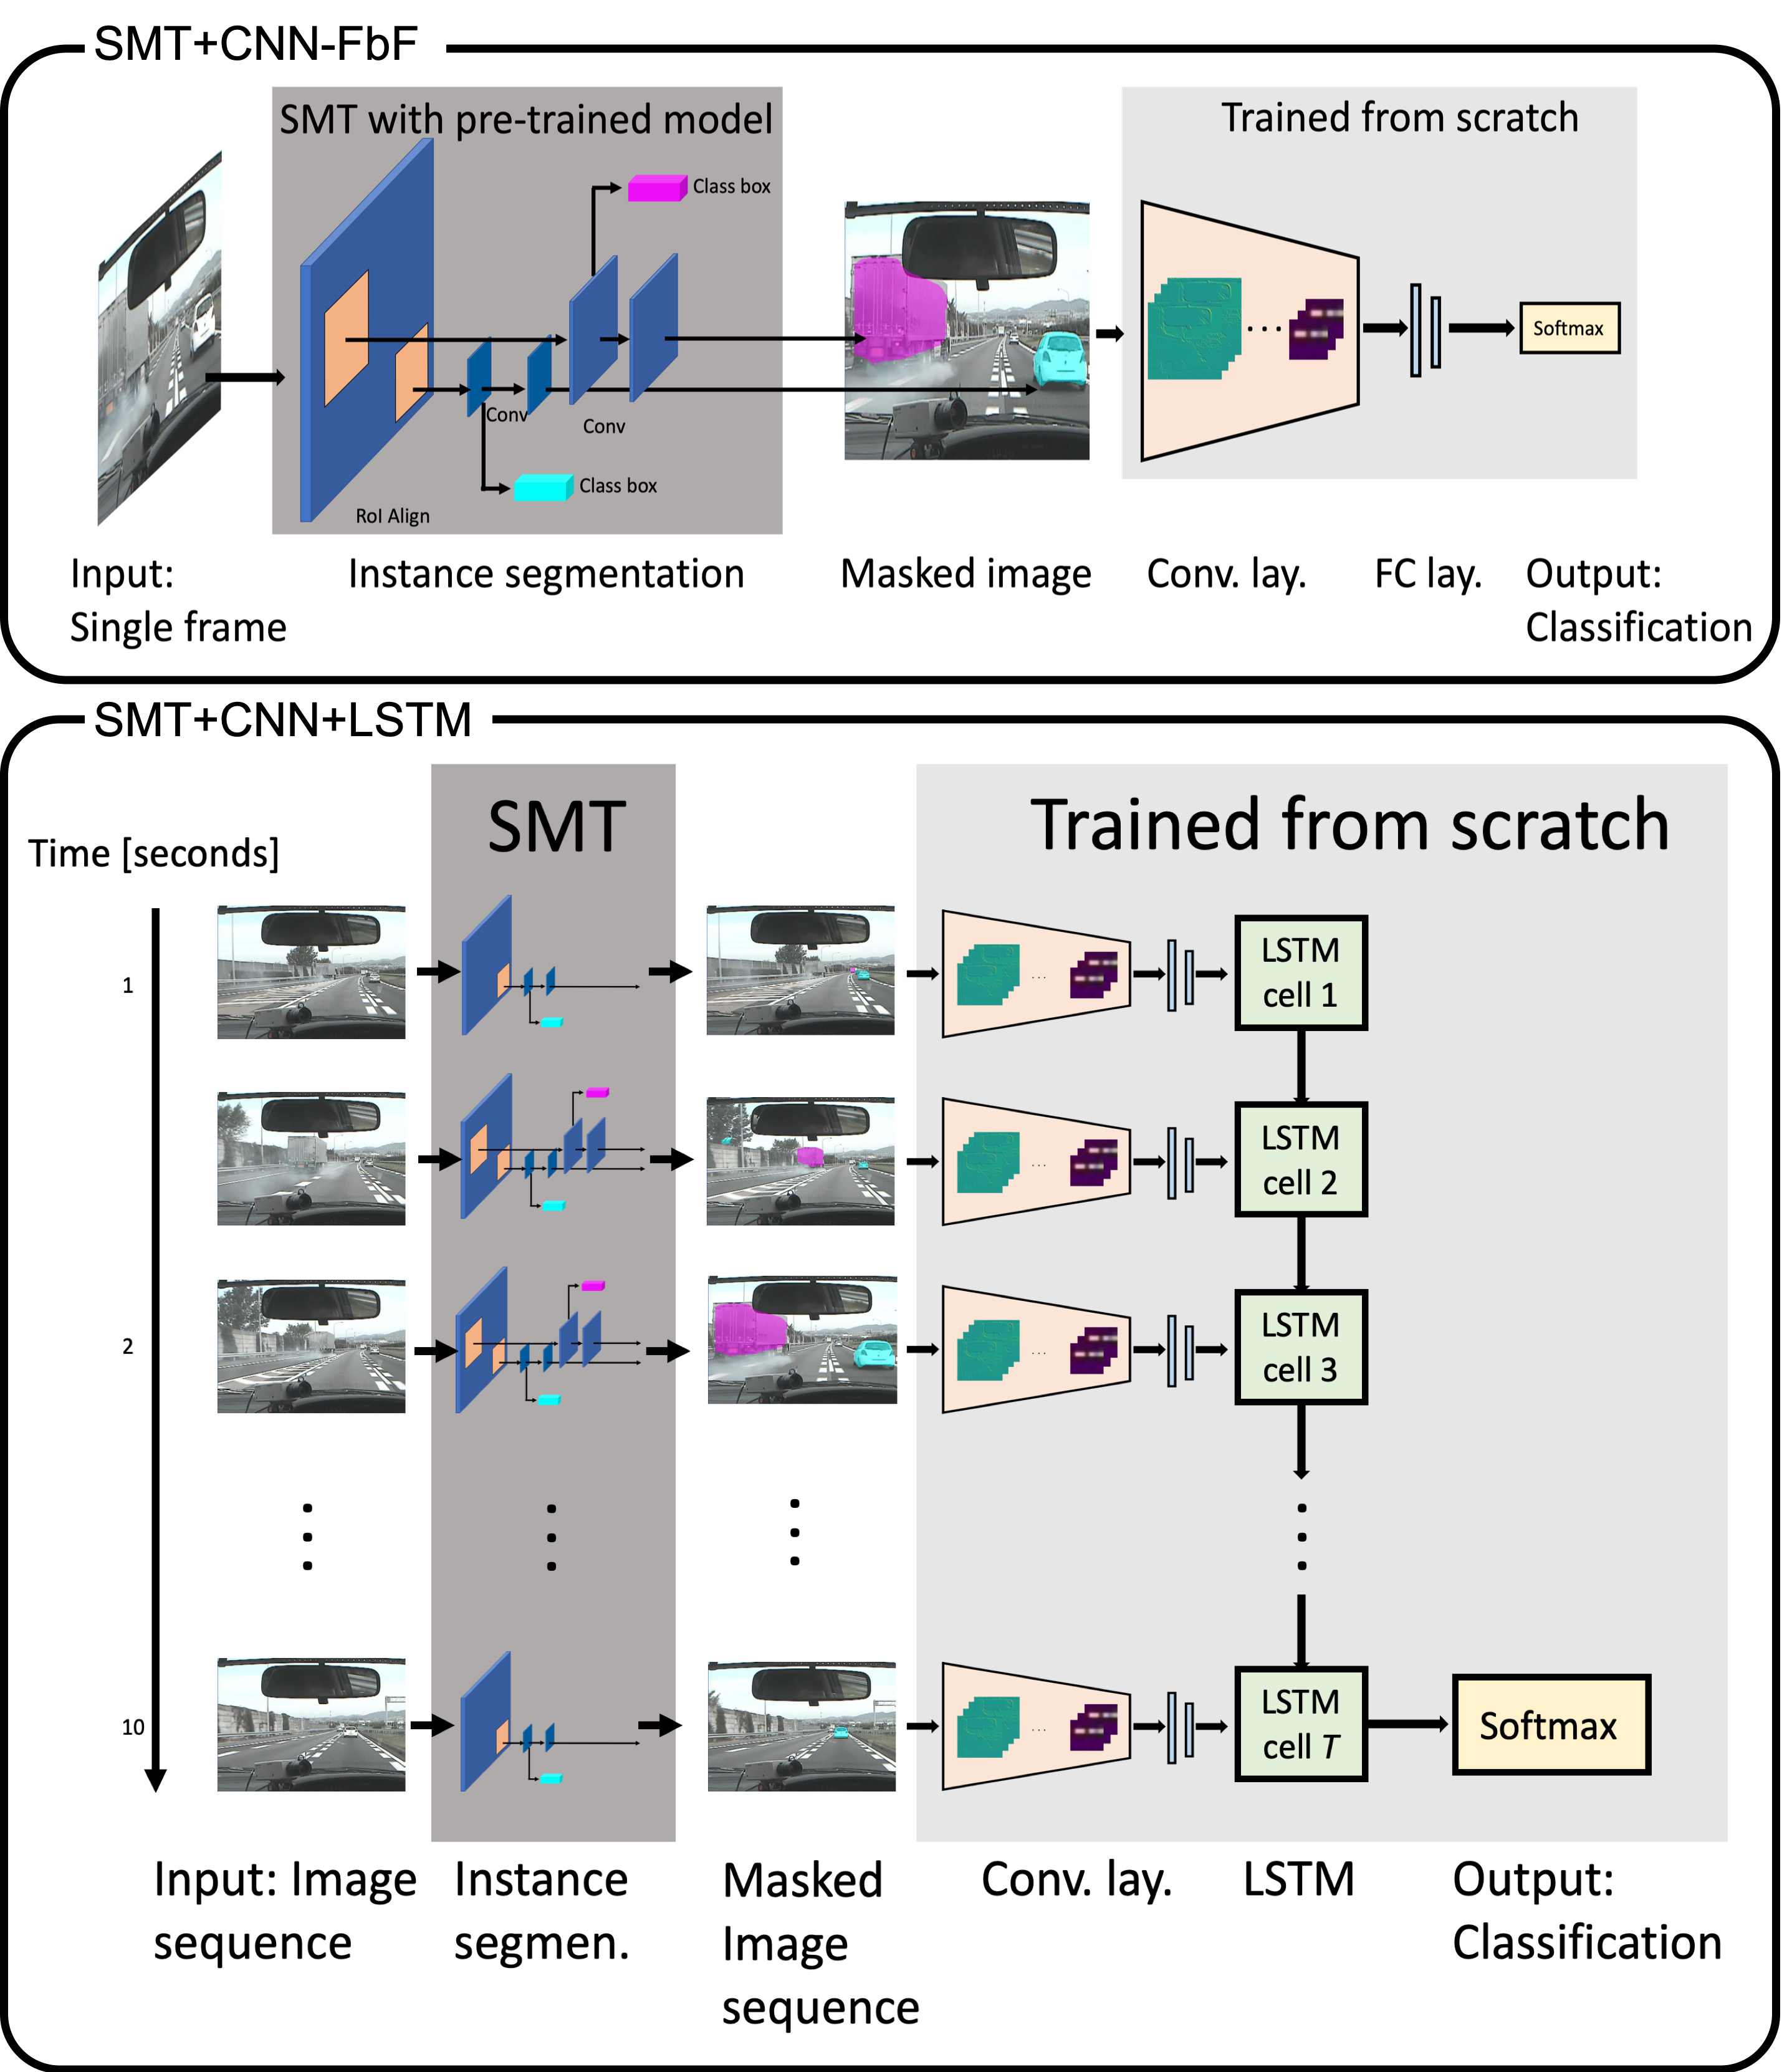 SMT+CNN-FbF
SMT with pre-trained model
Trained from scratch
Class box
Softmax
Conv
Conv
Class box
RoI Align
Input:
Single frame
Instance segmentation
Masked image
Conv. lay.
FC lay.
Output:
Classification
SMT+CNN+LSTM
SMT
Trained from scratch
Time [seconds]
1
LSTM
cell 1
LSTM
cell 2
2
LSTM
cell 3
10
LSTM
cell T
Softmax
Input: Image
sequence
Instance
segmen.
Masked
Image
sequence
Conv. lay.
LSTM
Output:
Classification